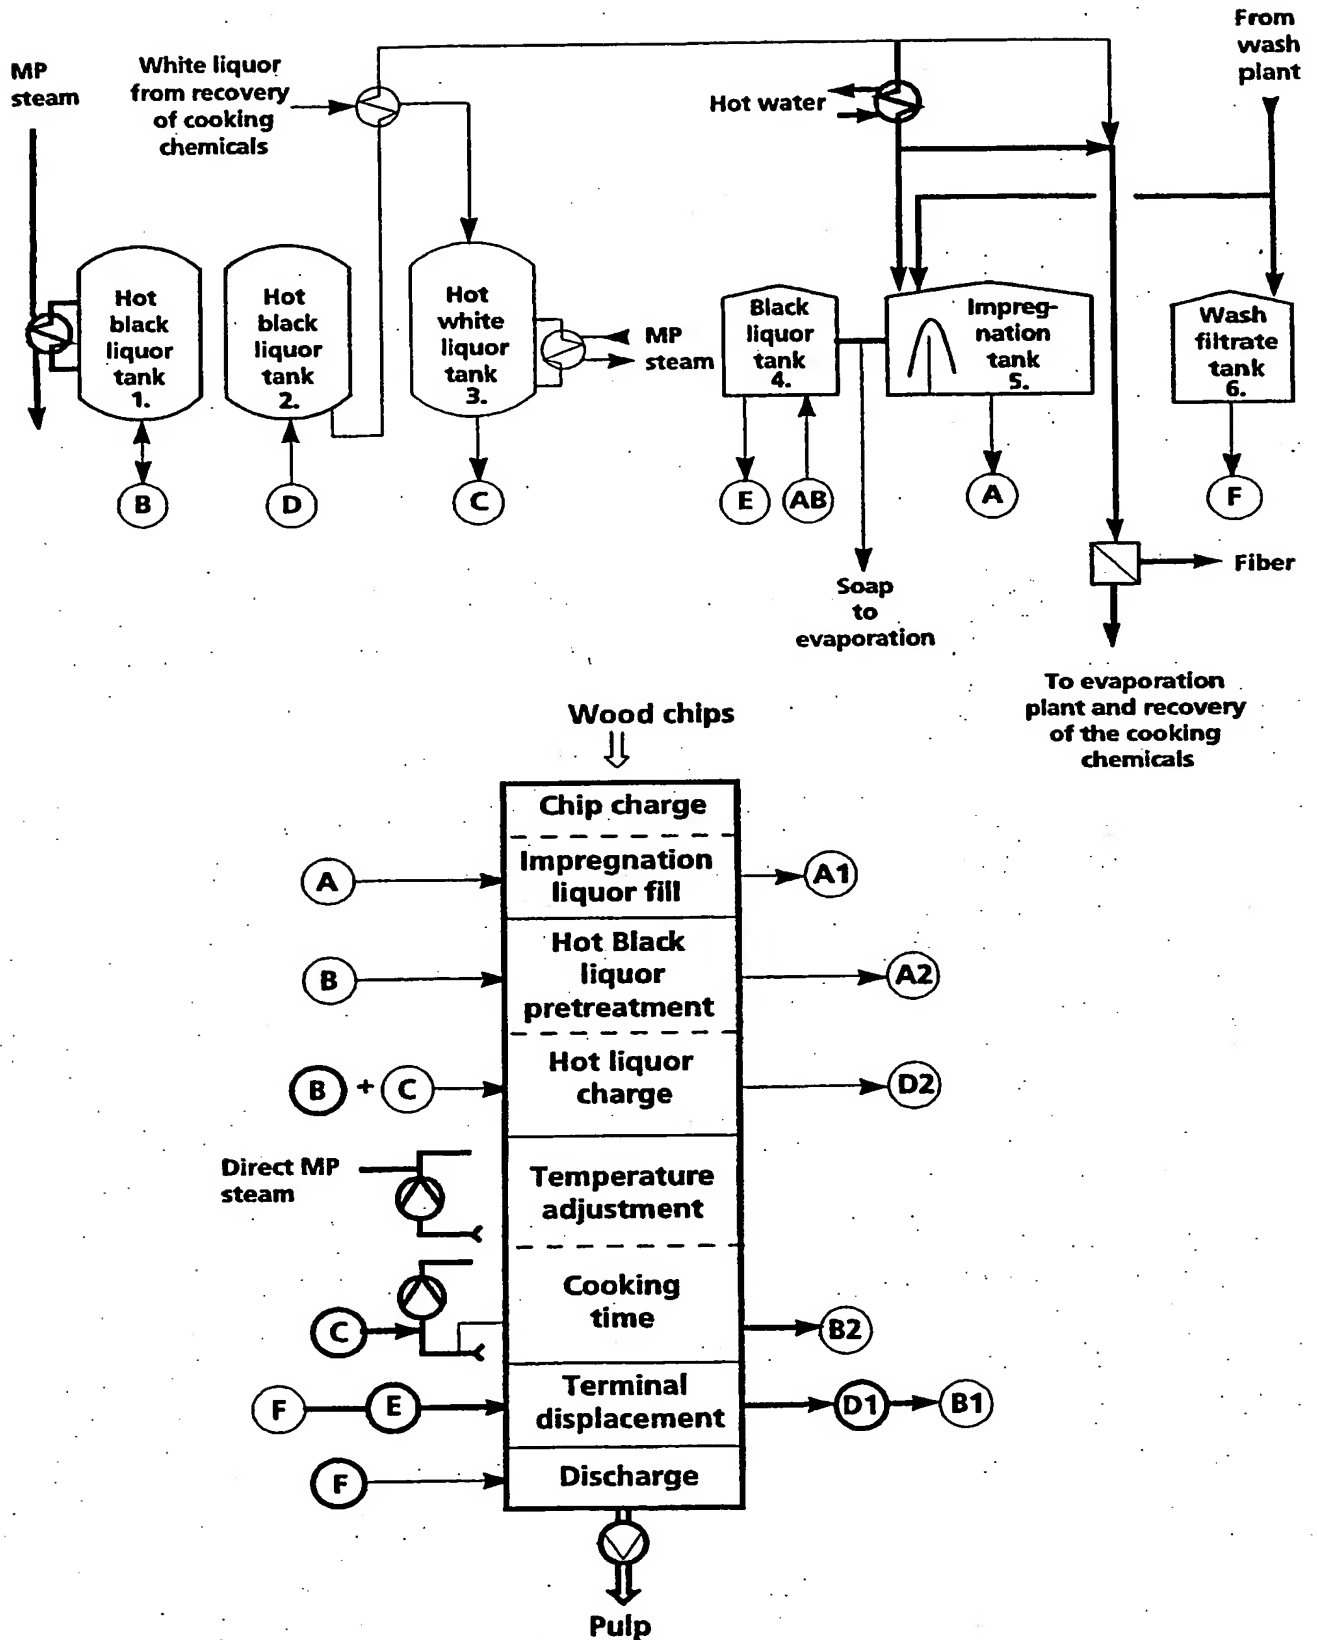 From
wash
plant
MP
steam
White liquor
from recovery
of cooking
chemicals
Hot water
Hot
black
liquor
tank
1.
Hot
black
liquor
tank
2.
Hot
white
liquor
tank
3.
MP
steam
Black
liquor
tank
4.
Impreg-
nation
tank
5.
Wash
filtrate
tank
6.
B
D
C
E
AB
A
F
Fiber
Soap
to
evaporation
To evaporation
plant and recovery
of the cooking
chemicals
Wood chips
Chip charge
A
Impregnation
liquor fill
A1
B
Hot Black
liquor
pretreatment
A2
B + C
Hot liquor
charge
D2
Direct MP
steam
Temperature
adjustment
C
Cooking
time
B2
F
E
Terminal
displacement
D1
B1
F
Discharge
Pulp